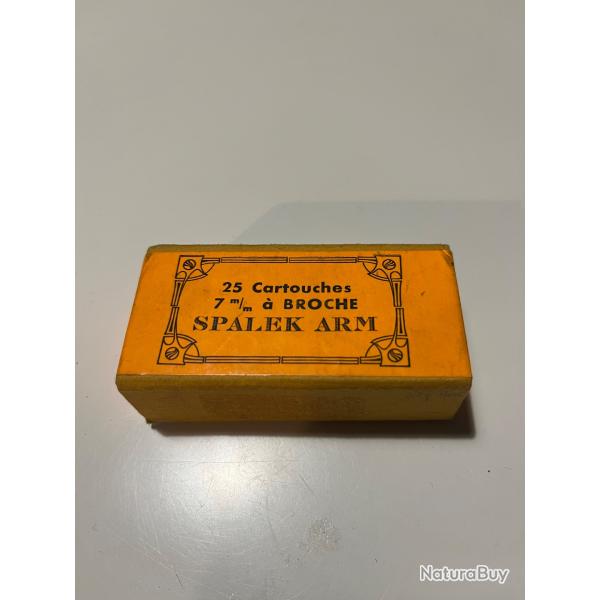 25 Cartouches
7 m/m à BROCHE
SPALEK ARM
NaturaBuy